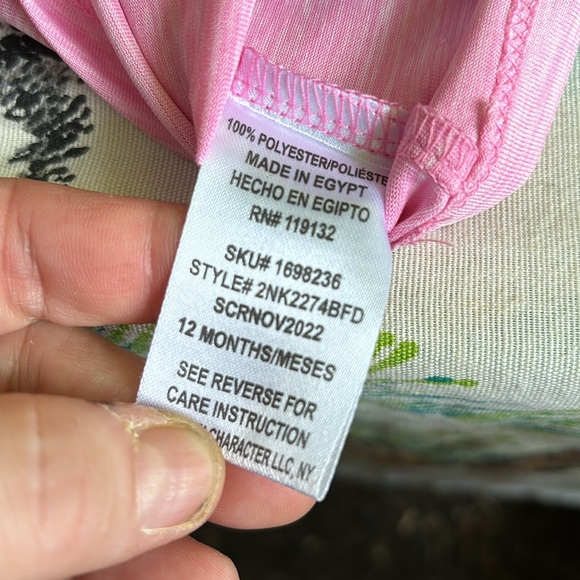 100% POLYESTER/POLIÉSTE
MADE IN EGYPT
HECHO EN EGIPTO
RN# 119132
SKU# 1698236
STYLE# 2NK2274BFD
SCRNOV2022
12 MONTHS/MESES
SEE REVERSE FOR
CARE INSTRUCTION
CHARACTER LLC, NY